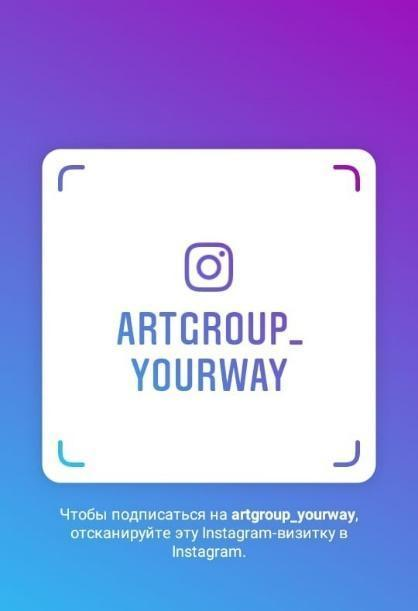 ARTGROUP_
YOURWAY
Чтобы подписаться на artgroup_yourway,
отсканируйте эту Instagram-визитку в
Instagram.